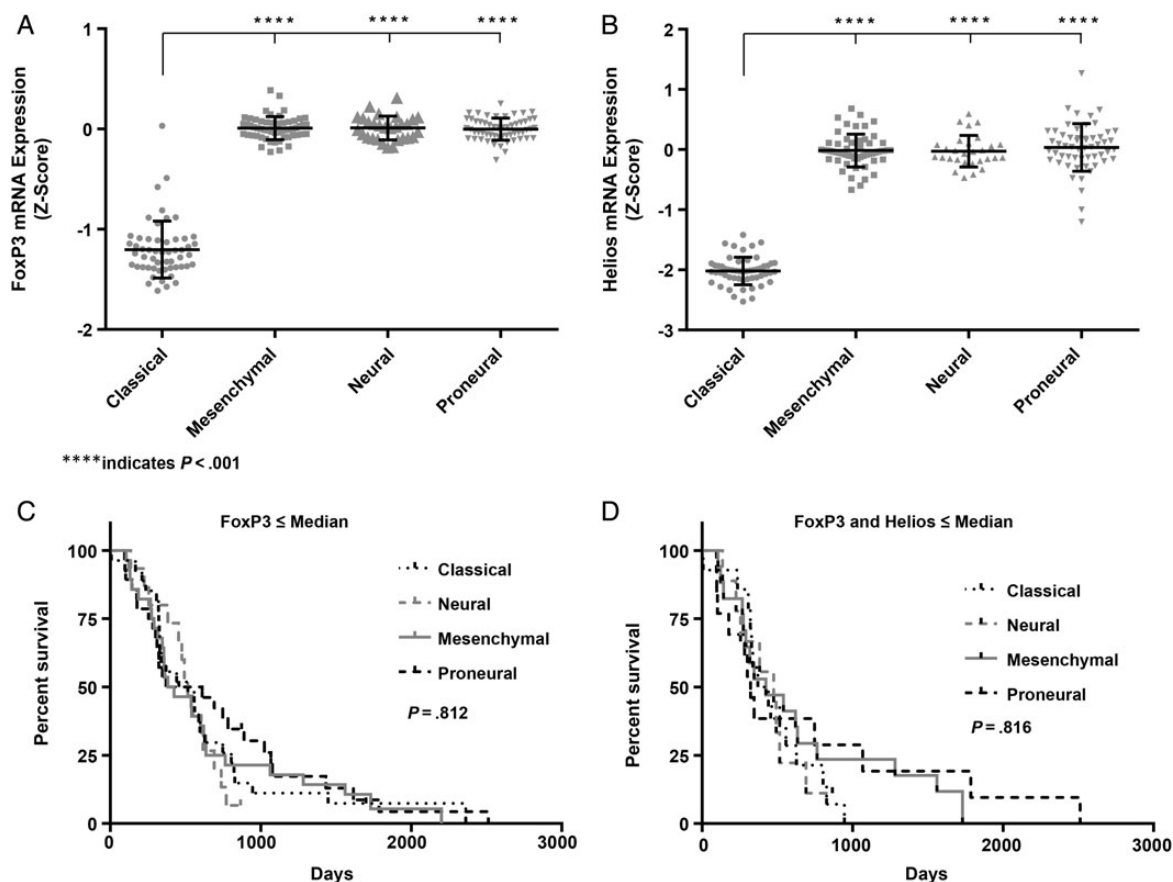 A
****
****
****
FoxP3 mRNA Expression
(Z-Score)
1
0
-1
-2
Classical
Mesenchymal
Neural
Proneural
****indicates P < .001
B
****
****
****
Helios mRNA Expression
(Z-Score)
2
1
0
-1
-2
-3
Classical
Mesenchymal
Neural
Proneural
C
FoxP3 ≤ Median
Percent survival
100
75
50
25
0
Classical
Neural
Mesenchymal
Proneural
P = .812
0
1000
2000
3000
Days
D
FoxP3 and Helios ≤ Median
Percent survival
100
75
50
25
0
Classical
Neural
Mesenchymal
Proneural
P = .816
0
1000
2000
3000
Days